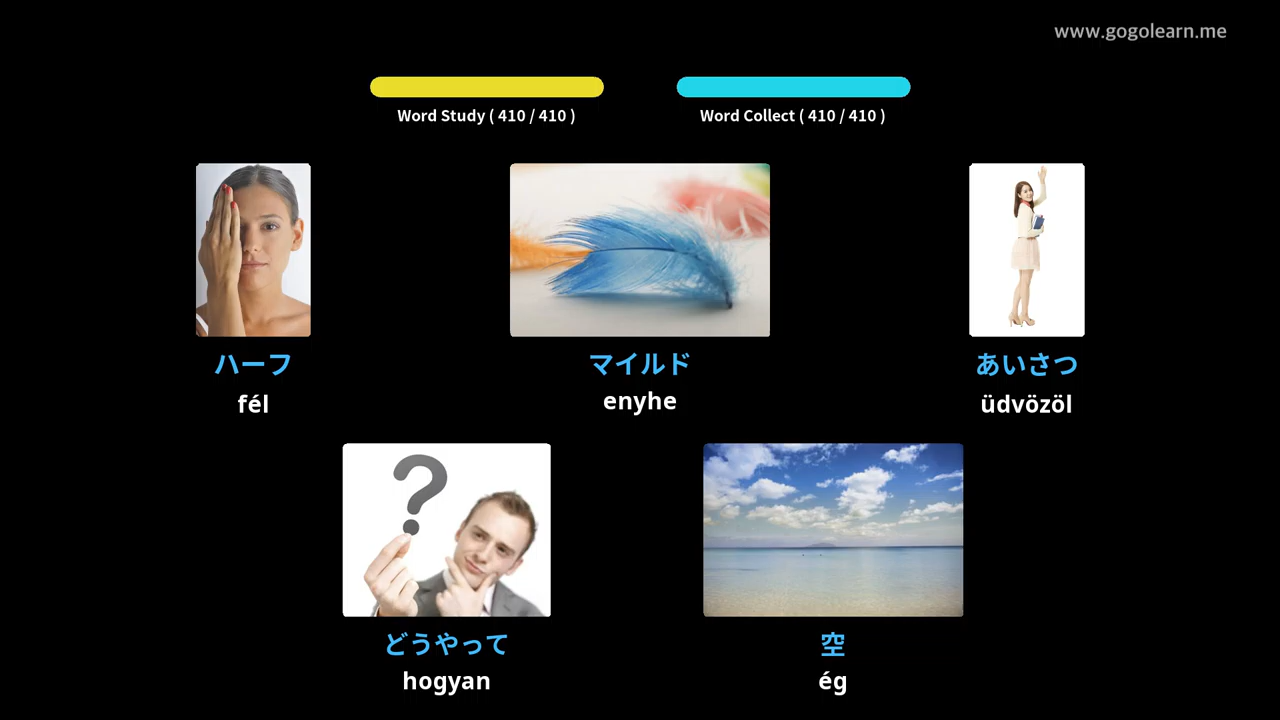 www.gogolearn.me
Word Study ( 410 / 410 )
Word Collect ( 410 / 410 )
ハーフ
fél
マイルド
enyhe
あいさつ
üdvözöl
どうやって
hogyan
空
ég